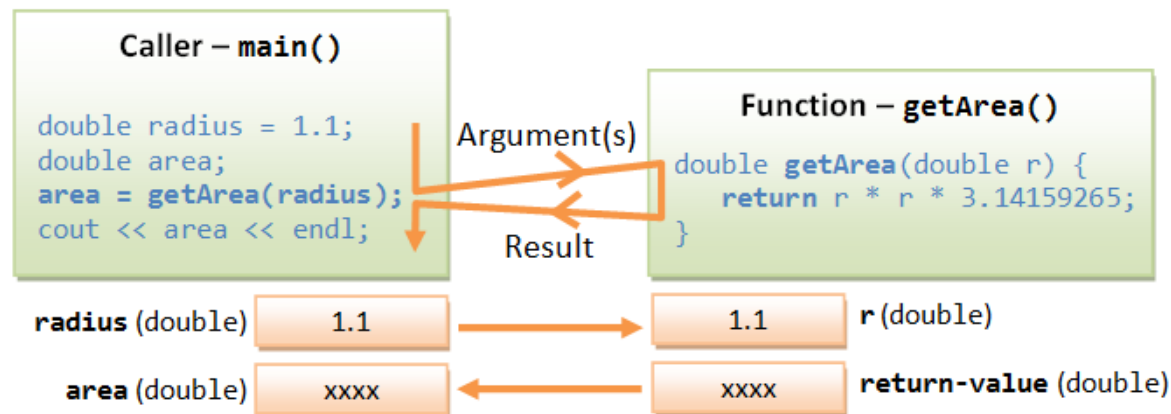 Caller – main()
double radius = 1.1;
double area;
area = getArea(radius);
cout << area << endl;
Argument(s)
Result
Function – getArea()
double getArea(double r) {
return r * r * 3.14159265;
}
radius (double) 1.1 1.1 r (double)
area (double) xxxx xxxx return-value (double)